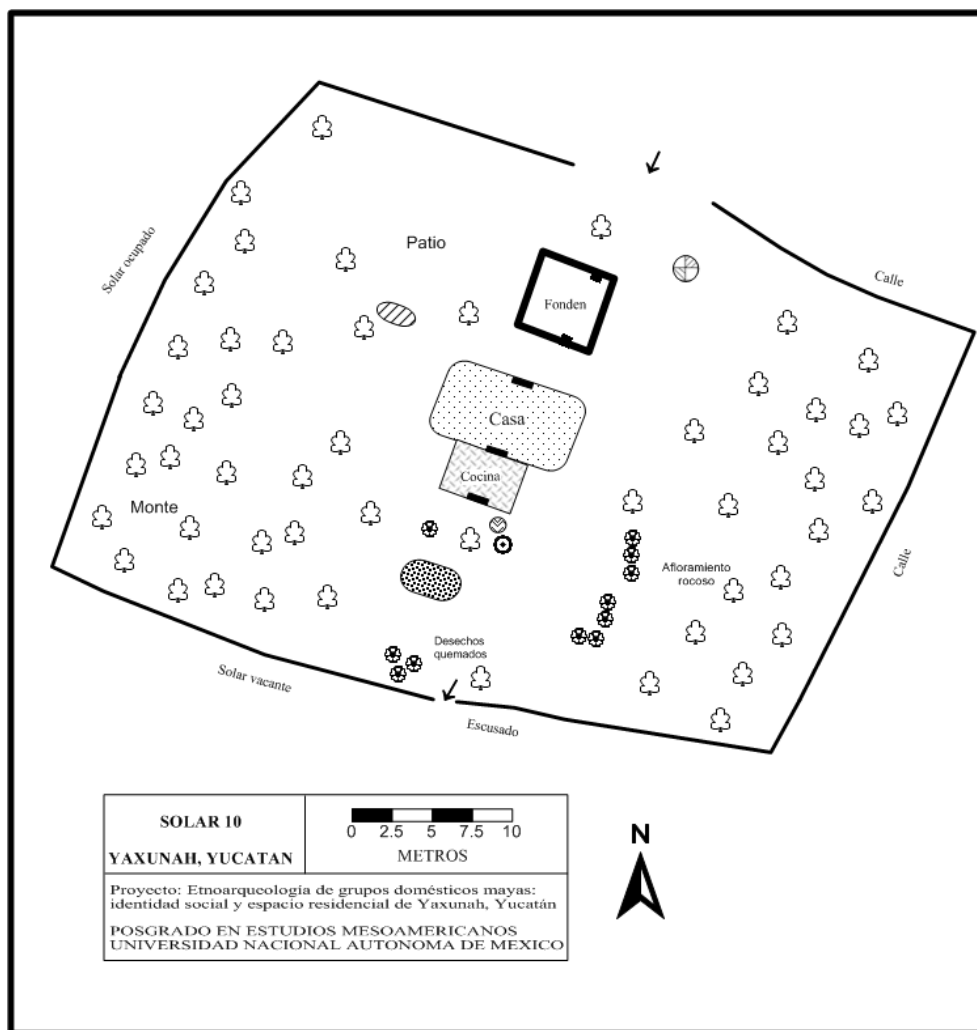 Patio
Solar ocupado
Calle
Fonden
Casa
Cocina
Monte
Afloramiento
rocoso
Calle
Desechos
quemados
Solar vacante
Escusado
SOLAR 10
YAXUNAH, YUCATAN
0 2.5 5 7.5 10
METROS
N
Proyecto: Etnoarqueología de grupos domésticos mayas:
identidad social y espacio residencial de Yaxunah, Yucatán
POSGRADO EN ESTUDIOS MESOAMERICANOS
UNIVERSIDAD NACIONAL AUTONOMA DE MEXICO